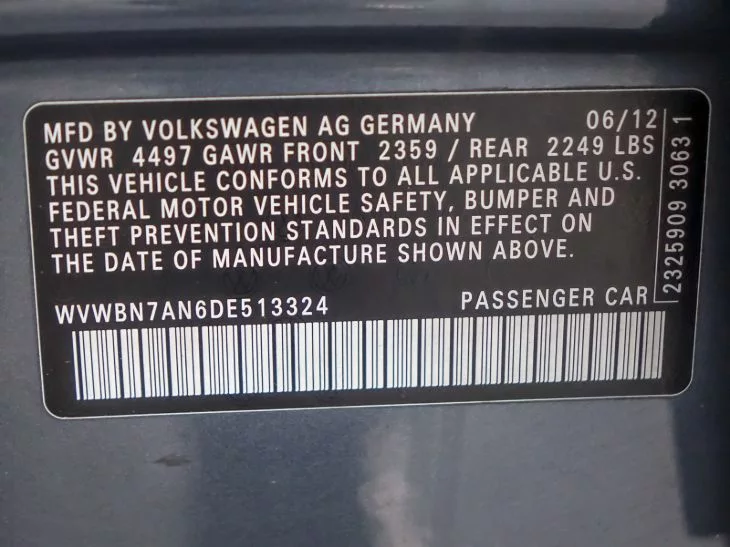 MFD BY VOLKSWAGEN AG GERMANY 06/12
GVWR 4497 GAWR FRONT 2359 / REAR 2249 LBS
THIS VEHICLE CONFORMS TO ALL APPLICABLE U.S.
FEDERAL MOTOR VEHICLE SAFETY, BUMPER AND
THEFT PREVENTION STANDARDS IN EFFECT ON
THE DATE OF MANUFACTURE SHOWN ABOVE.
WVWBN7AN6DE513324 PASSENGER CAR
2325909 3063 1